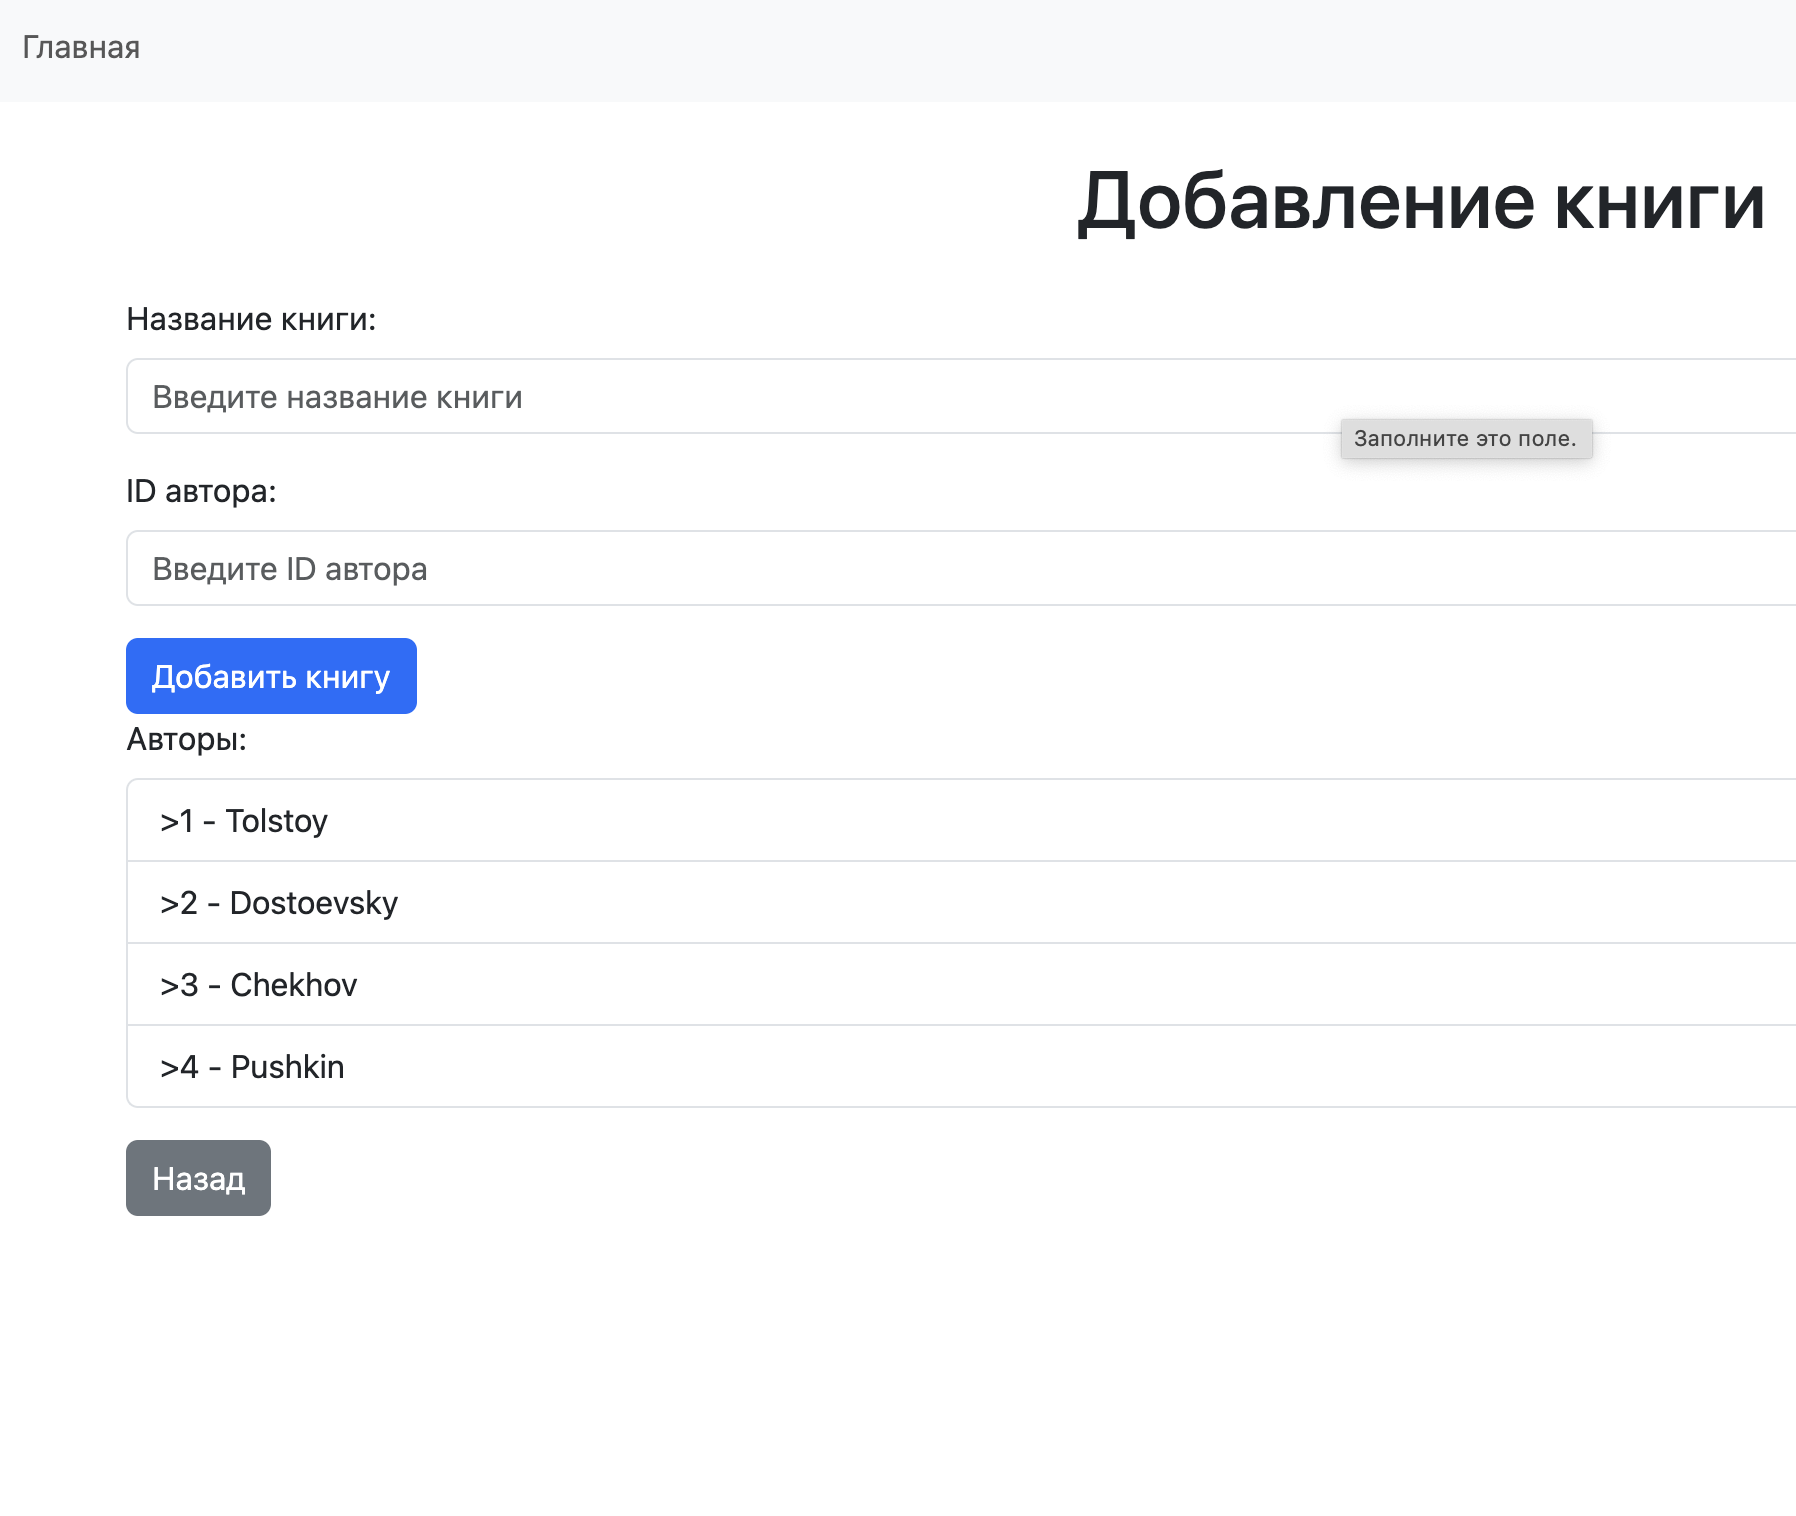 Главная
Добавление книги
Название книги:
Введите название книги
Заполните это поле.
ID автора:
Введите ID автора
Добавить книгу
Авторы:
>1 - Tolstoy
>2 - Dostoevsky
>3 - Chekhov
>4 - Pushkin
Назад